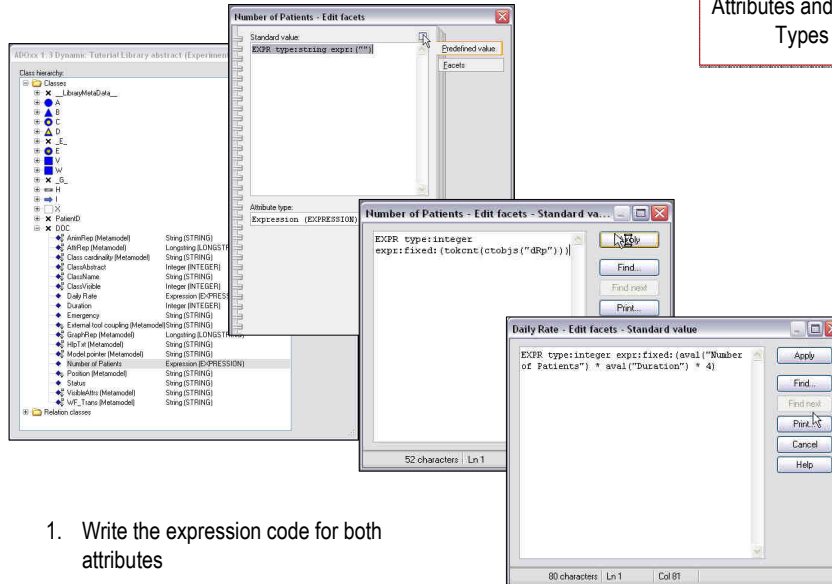 Attributes and
Types
Number of Patients - Edit facets
Standard value:
EXPR type:string expr:("")
Predefined value
Facets
Attribute type:
Expression (EXPRESSION)
ADOxx 1.3 Dynamic Tutorial Library abstract (Experimen
Class hierarchy:
Classes
__LibraryMetaData__
A
B
C
D
_E_
E
V
W
_G_
H
I
X
PatientD
DOC
AnimRep (Metamodel) String (STRING)
AttrRep (Metamodel) Longstring (LONGSTR
Class cardinality (Metamodel) String (STRING)
ClassAbstract Integer (INTEGER)
ClassName String (STRING)
ClassVisible Integer (INTEGER)
Daily Rate Expression (EXPRESS
Duration Integer (INTEGER)
Emergency String (STRING)
External tool coupling (Metamodel) String (STRING)
GraphRep (Metamodel) Longstring (LONGSTR
HlpTxt (Metamodel) String (STRING)
Model pointer (Metamodel) String (STRING)
Number of Patients Expression (EXPRESSION)
Position (Metamodel) String (STRING)
Status String (STRING)
VisibleAttrs (Metamodel) String (STRING)
WF_Trans (Metamodel) String (STRING)
Relation classes
Number of Patients - Edit facets - Standard va...
EXPR type:integer
expr:fixed:(tokcnt(ctobjs("dRp")))
Apply
Find...
Find next
Print...
52 characters Ln 1
Daily Rate - Edit facets - Standard value
EXPR type:integer expr:fixed:(aval("Number
of Patients") * aval("Duration") * 4)
Apply
Find...
Find next
Print...
Cancel
Help
80 characters Ln 1 Col 81
1. Write the expression code for both
attributes